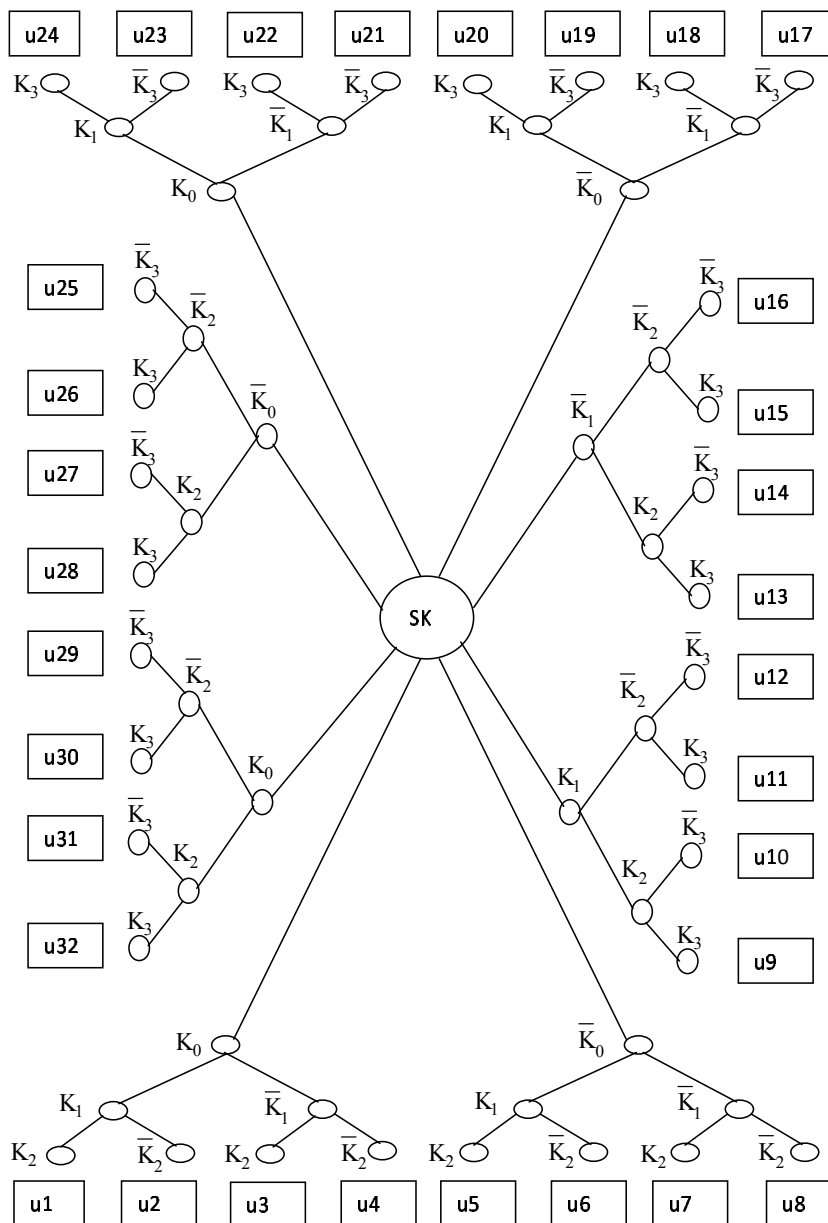 u24 u23 u22 u21 u20 u19 u18 u17
K₃ K̅₃ K₃ K̅₃ K₃ K̅₃ K₃ K̅₃
K₁ K̅₁ K₁ K̅₁
K₀ K̅₀
u25 K̅₃
K̅₂
u26 K₃
K̅₀
u27 K̅₃
K₂
u28 K₃
u29 K̅₃
K̅₂
u30 K₃
K₀
u31 K̅₃
K₂
u32 K₃
SK
K̅₃ u16
K̅₂
K₃ u15
K̅₁
K̅₃ u14
K₂
K₃ u13
K̅₃ u12
K̅₂
K₃ u11
K₁
K̅₃ u10
K₂
K₃ u9
K₀ K̅₀
K₁ K̅₁ K₁ K̅₁
K₂ K̅₂ K₂ K̅₂ K₂ K̅₂ K₂ K̅₂
u1 u2 u3 u4 u5 u6 u7 u8